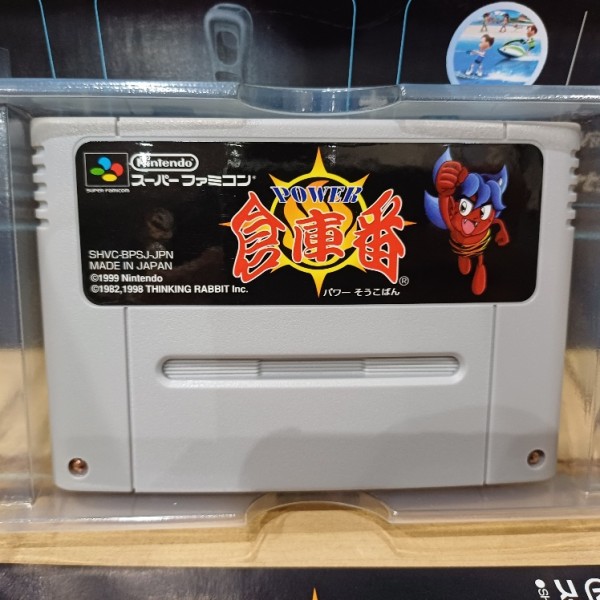 Nintendo
スーパーファミコン
SUPER FAMICOM
SHVC-BPSJ-JPN
MADE IN JAPAN
©1999 Nintendo
©1982,1998 THINKING RABBIT Inc.
POWER
倉庫番®
パワー そうこばん